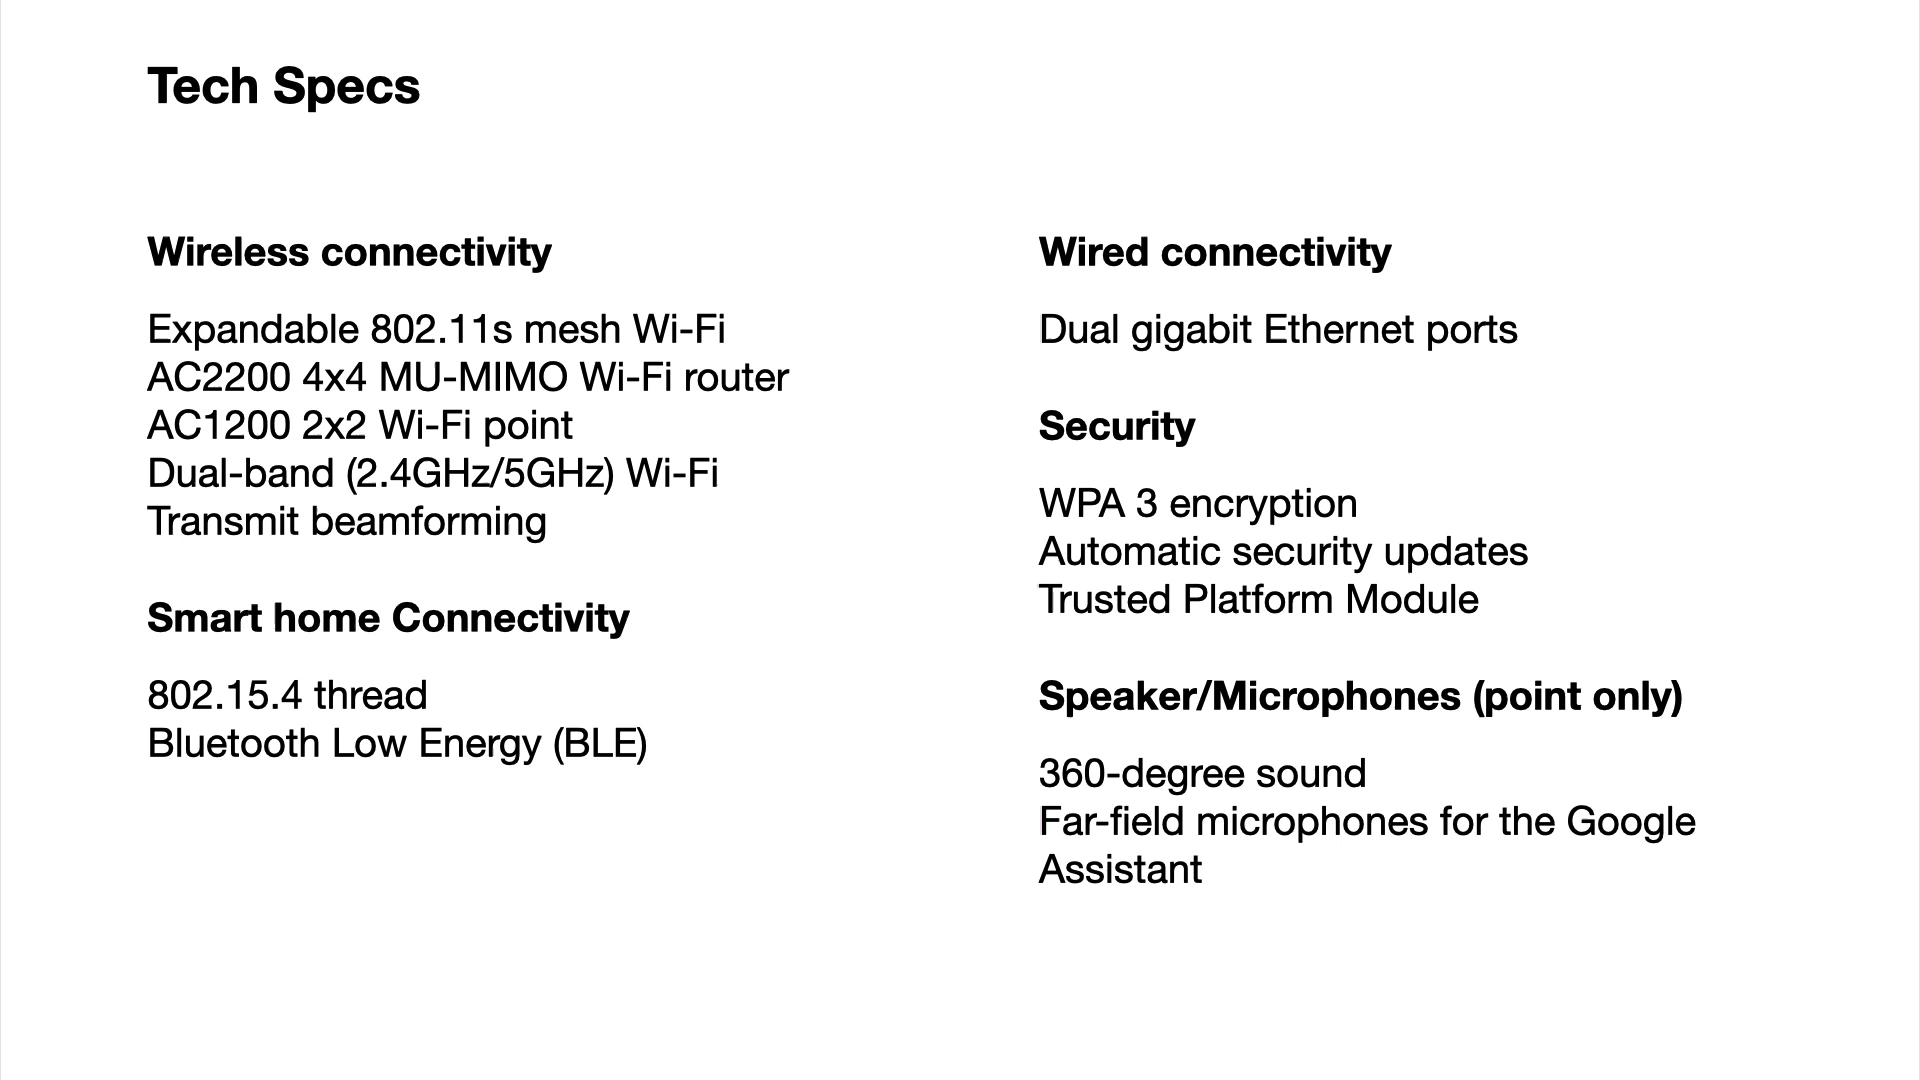 Tech Specs
Wireless connectivity
Expandable 802.11s mesh Wi-Fi
AC2200 4x4 MU-MIMO Wi-Fi router
AC1200 2x2 Wi-Fi point
Dual-band (2.4GHz/5GHz) Wi-Fi
Transmit beamforming
Smart home Connectivity
802.15.4 thread
Bluetooth Low Energy (BLE)
Wired connectivity
Dual gigabit Ethernet ports
Security
WPA 3 encryption
Automatic security updates
Trusted Platform Module
Speaker/Microphones (point only)
360-degree sound
Far-field microphones for the Google
Assistant